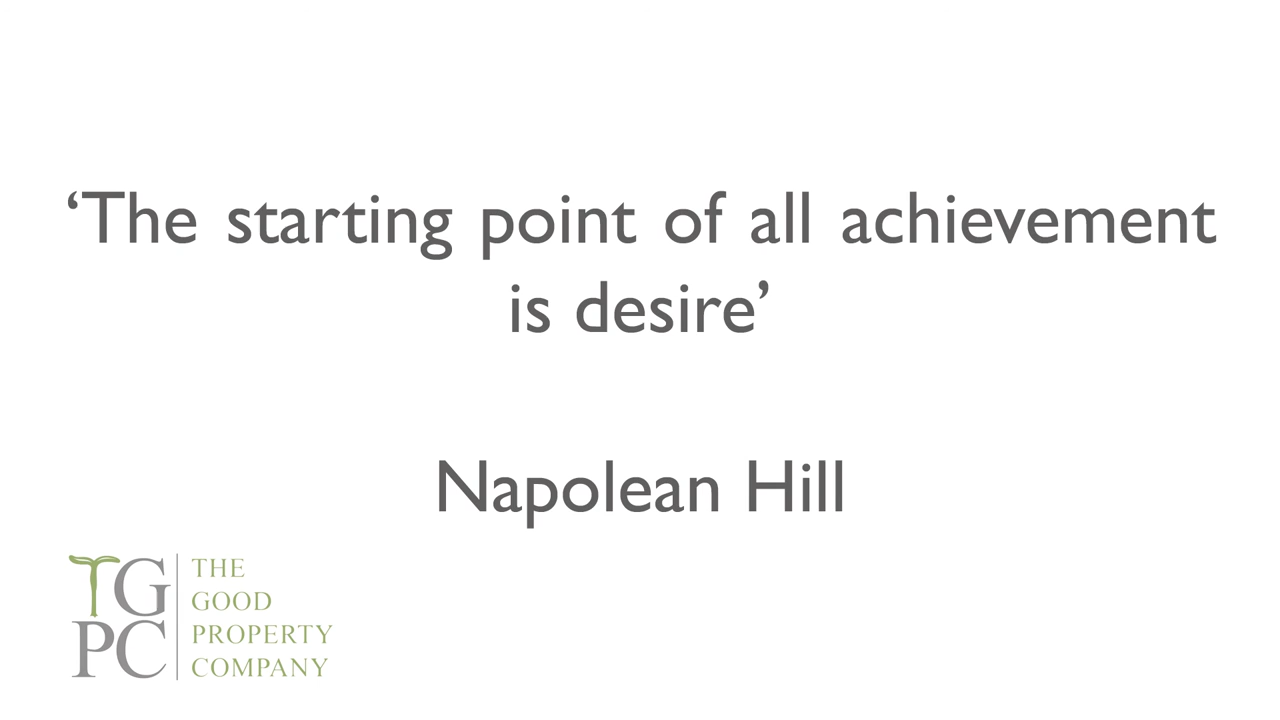 ‘The starting point of all achievement
is desire’
Napolean Hill
TG
PC
THE
GOOD
PROPERTY
COMPANY